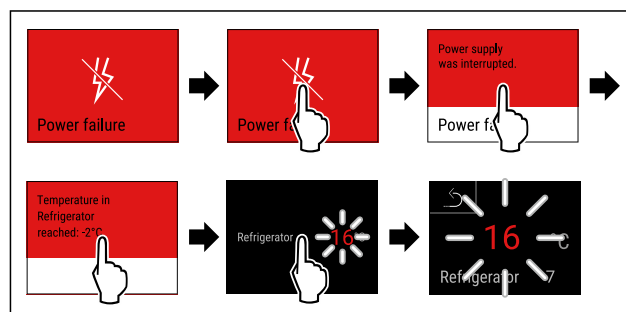 Power failure
Power fa
Power supply
was interrupted.
Power fa
Temperature in
Refrigerator
reached: -2°C
Refrigerator
16
16
°C
Refrigerator
7